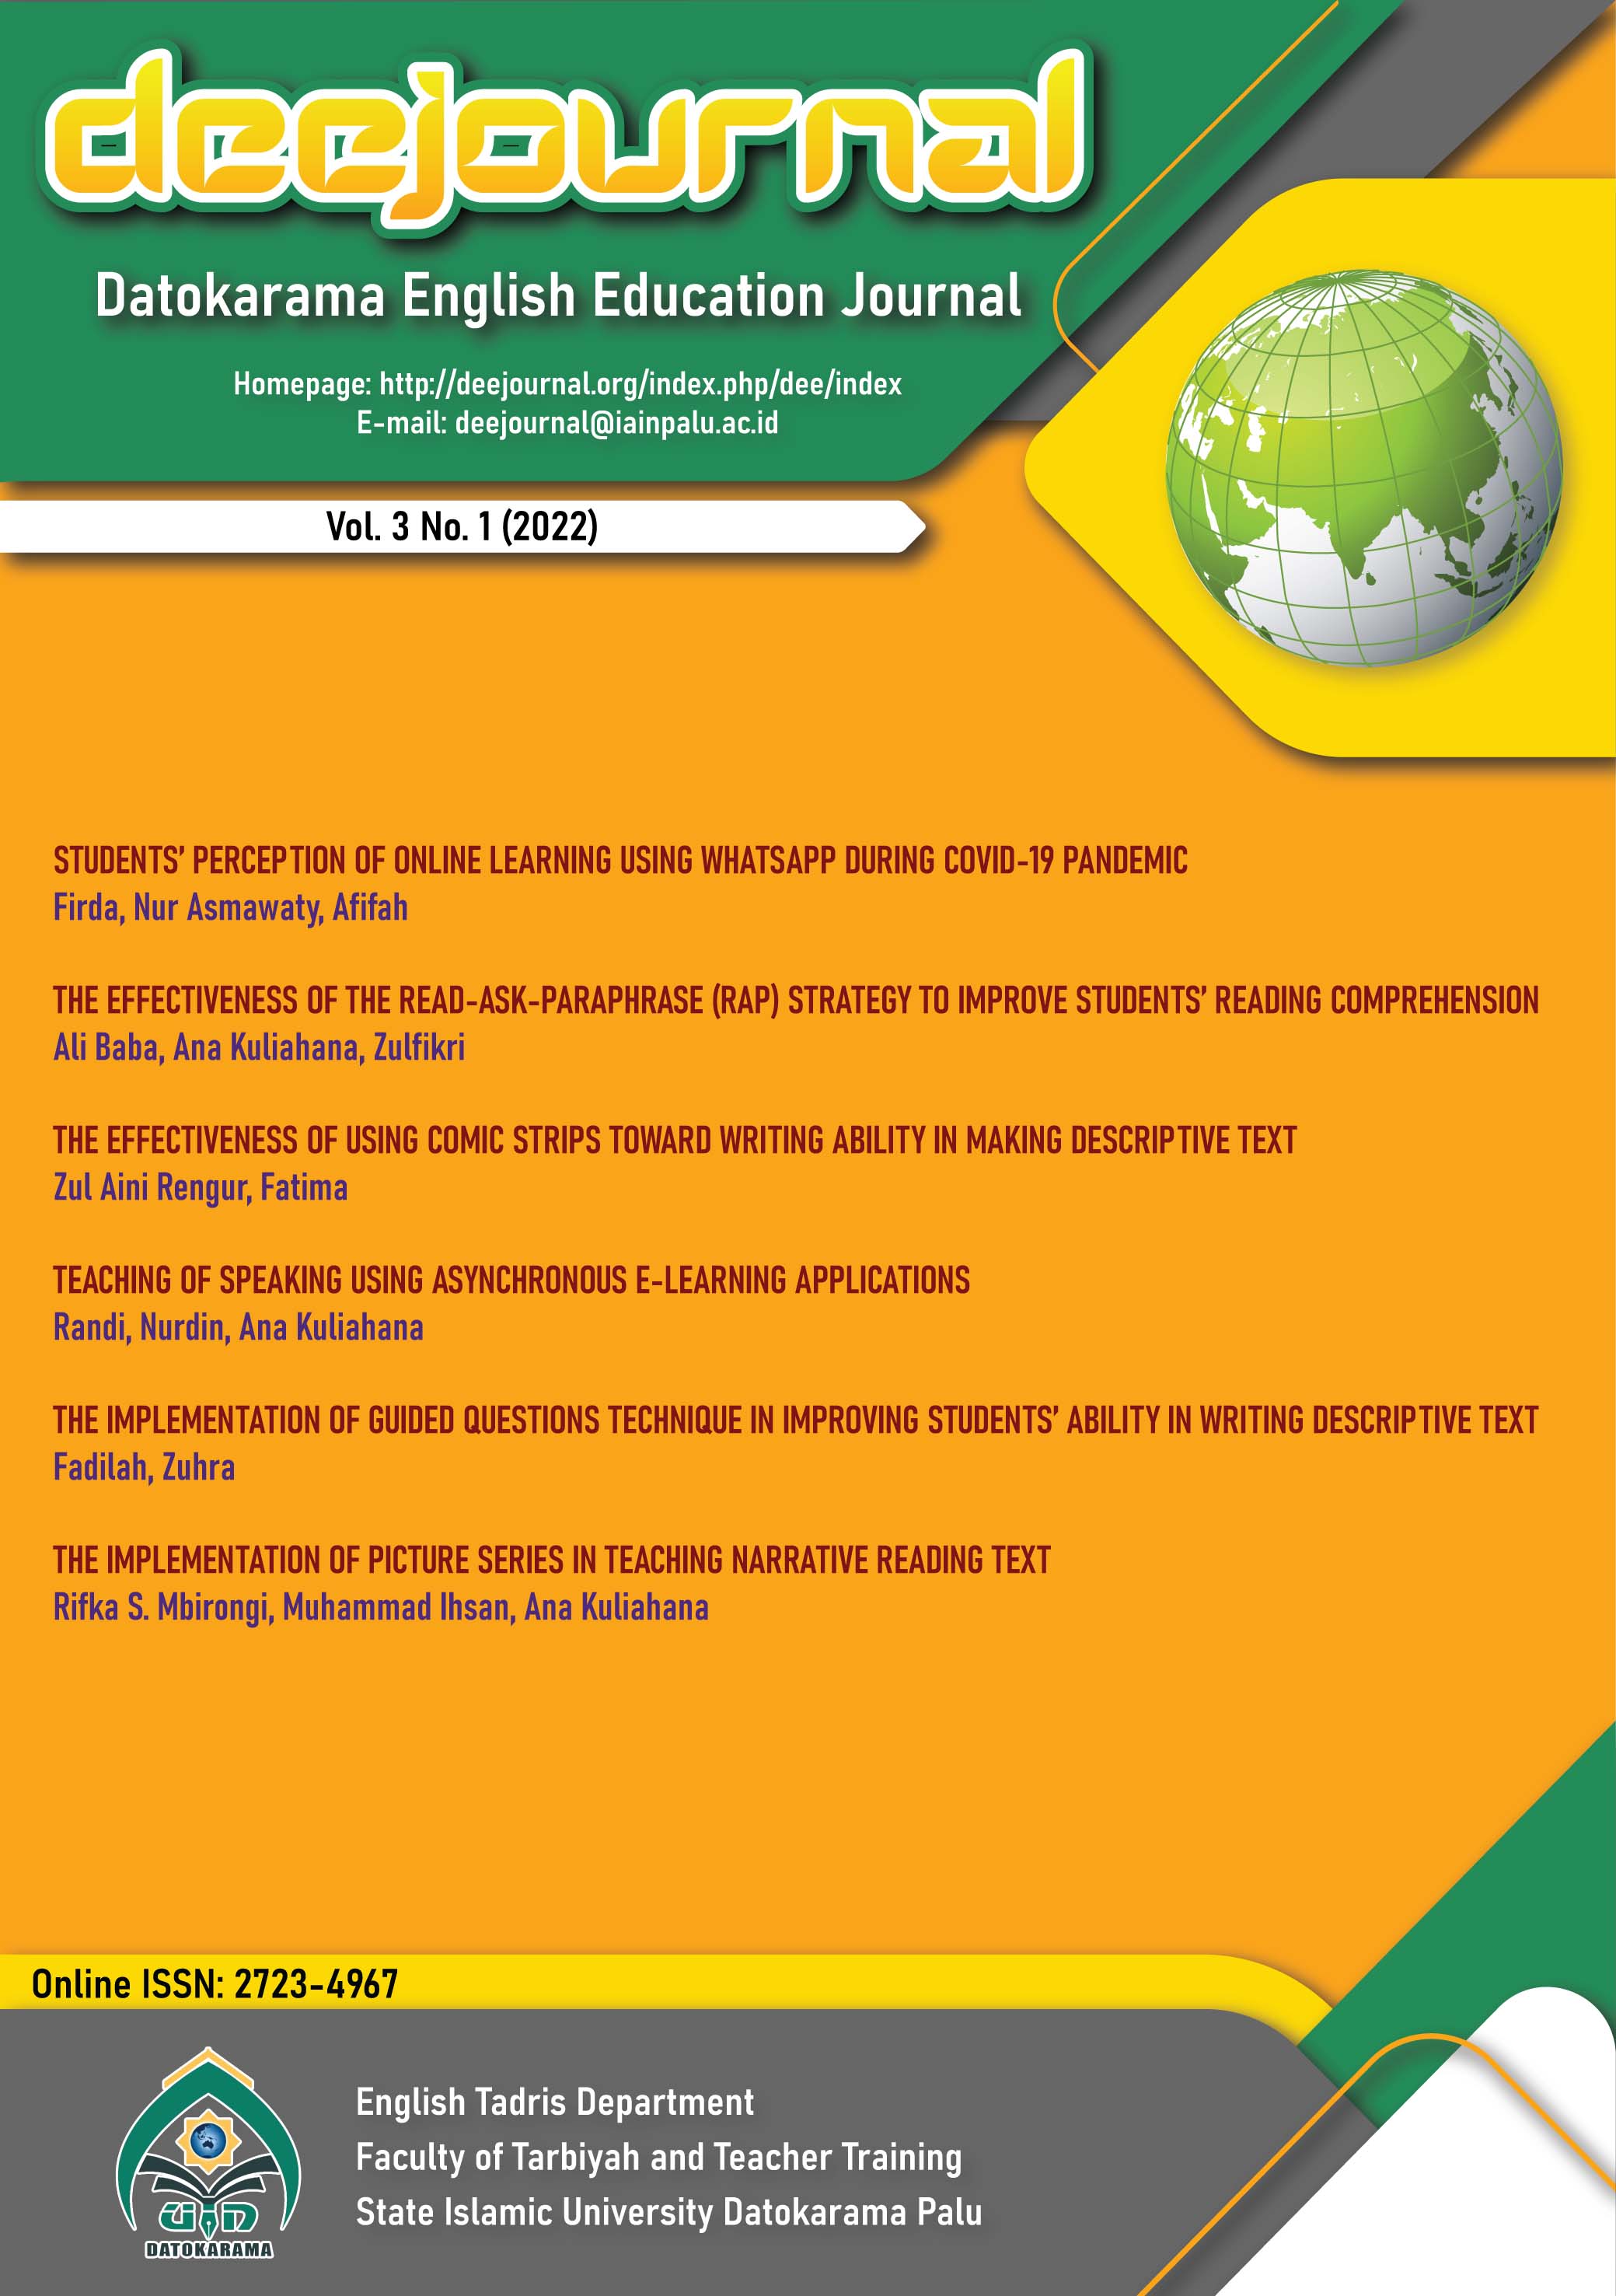 deejournal
Datokarama English Education Journal
Homepage: http://deejournal.org/index.php/dee/index
E-mail: deejournal@iainpalu.ac.id
Vol. 3 No. 1 (2022)
STUDENTS’ PERCEPTION OF ONLINE LEARNING USING WHATSAPP DURING COVID-19 PANDEMIC
Firda, Nur Asmawaty, Afifah
THE EFFECTIVENESS OF THE READ-ASK-PARAPHRASE (RAP) STRATEGY TO IMPROVE STUDENTS’ READING COMPREHENSION
Ali Baba, Ana Kuliahana, Zulfikri
THE EFFECTIVENESS OF USING COMIC STRIPS TOWARD WRITING ABILITY IN MAKING DESCRIPTIVE TEXT
Zul Aini Rengur, Fatima
TEACHING OF SPEAKING USING ASYNCHRONOUS E-LEARNING APPLICATIONS
Randi, Nurdin, Ana Kuliahana
THE IMPLEMENTATION OF GUIDED QUESTIONS TECHNIQUE IN IMPROVING STUDENTS’ ABILITY IN WRITING DESCRIPTIVE TEXT
Fadilah, Zuhra
THE IMPLEMENTATION OF PICTURE SERIES IN TEACHING NARRATIVE READING TEXT
Rifka S. Mbirongi, Muhammad Ihsan, Ana Kuliahana
Online ISSN: 2723-4967
UIN
DATOKARAMA
English Tadris Department
Faculty of Tarbiyah and Teacher Training
State Islamic University Datokarama Palu